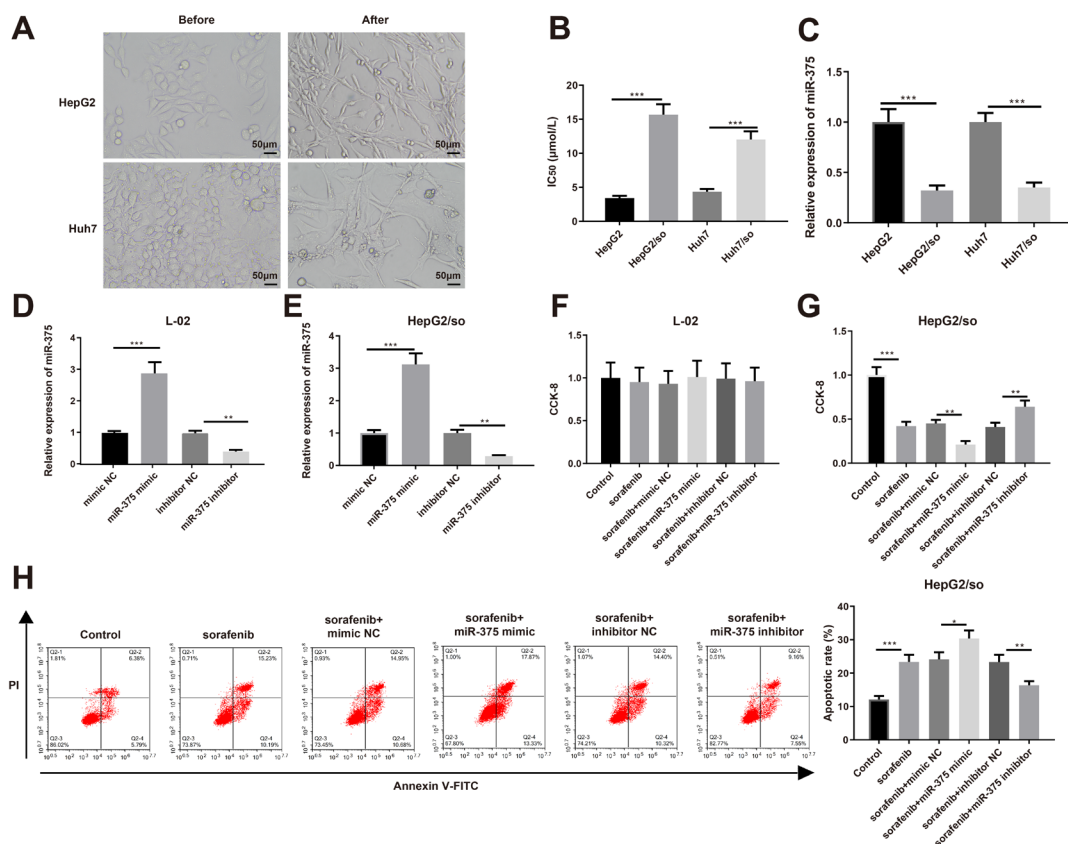 A
Before
After
HepG2
50μm
50μm
Huh7
50μm
50μm
B
IC50 (μmol/L)
20
15
10
5
0
***
***
HepG2
HepG2/so
Huh7
Huh7/so
C
Relative expression of miR-375
1.5
1.0
0.5
0.0
***
***
HepG2
HepG2/so
Huh7
Huh7/so
D
L-02
Relative expression of miR-375
4
3
2
1
0
***
**
mimic NC
miR-375 mimic
inhibitor NC
miR-375 inhibitor
E
HepG2/so
Relative expression of miR-375
4
3
2
1
0
***
**
mimic NC
miR-375 mimic
inhibitor NC
miR-375 inhibitor
F
L-02
CCK-8
1.5
1.0
0.5
0.0
Control
sorafenib
sorafenib+mimic NC
sorafenib+miR-375 mimic
sorafenib+inhibitor NC
sorafenib+miR-375 inhibitor
G
HepG2/so
CCK-8
1.5
1.0
0.5
0.0
***
**
**
Control
sorafenib
sorafenib+mimic NC
sorafenib+miR-375 mimic
sorafenib+inhibitor NC
sorafenib+miR-375 inhibitor
H
PI
Annexin V-FITC
Control
Q2-1
1.81%
Q2-2
6.38%
Q2-3
86.02%
Q2-4
5.79%
sorafenib
Q2-1
0.71%
Q2-2
15.23%
Q2-3
73.87%
Q2-4
10.19%
sorafenib+
mimic NC
Q2-1
0.93%
Q2-2
14.95%
Q2-3
73.45%
Q2-4
10.68%
sorafenib+
miR-375 mimic
Q2-1
1.00%
Q2-2
17.87%
Q2-3
67.80%
Q2-4
13.33%
sorafenib+
inhibitor NC
Q2-1
1.07%
Q2-2
14.40%
Q2-3
74.21%
Q2-4
10.32%
sorafenib+
miR-375 inhibitor
Q2-1
0.51%
Q2-2
9.16%
Q2-3
82.77%
Q2-4
7.55%
HepG2/so
Apoptotic rate (%)
40
30
20
10
0
***
*
**
Control
sorafenib
sorafenib+mimic NC
sorafenib+miR-375 mimic
sorafenib+inhibitor NC
sorafenib+miR-375 inhibitor